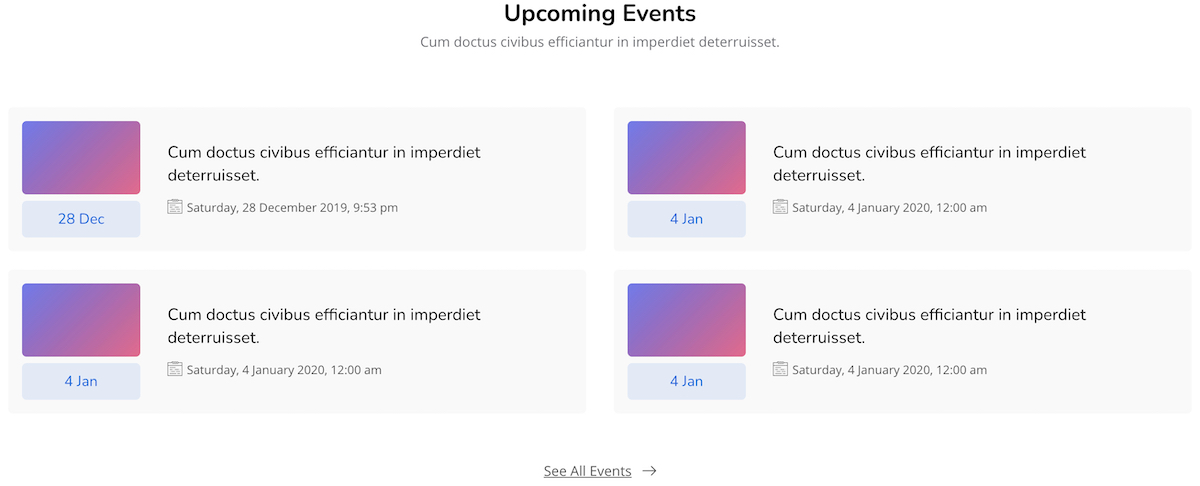 Upcoming Events
Cum doctus civibus efficiantur in imperdiet deterruisset.
28 Dec
Cum doctus civibus efficiantur in imperdiet
deterruisset.
Saturday, 28 December 2019, 9:53 pm
4 Jan
Cum doctus civibus efficiantur in imperdiet
deterruisset.
Saturday, 4 January 2020, 12:00 am
4 Jan
Cum doctus civibus efficiantur in imperdiet
deterruisset.
Saturday, 4 January 2020, 12:00 am
4 Jan
Cum doctus civibus efficiantur in imperdiet
deterruisset.
Saturday, 4 January 2020, 12:00 am
See All Events